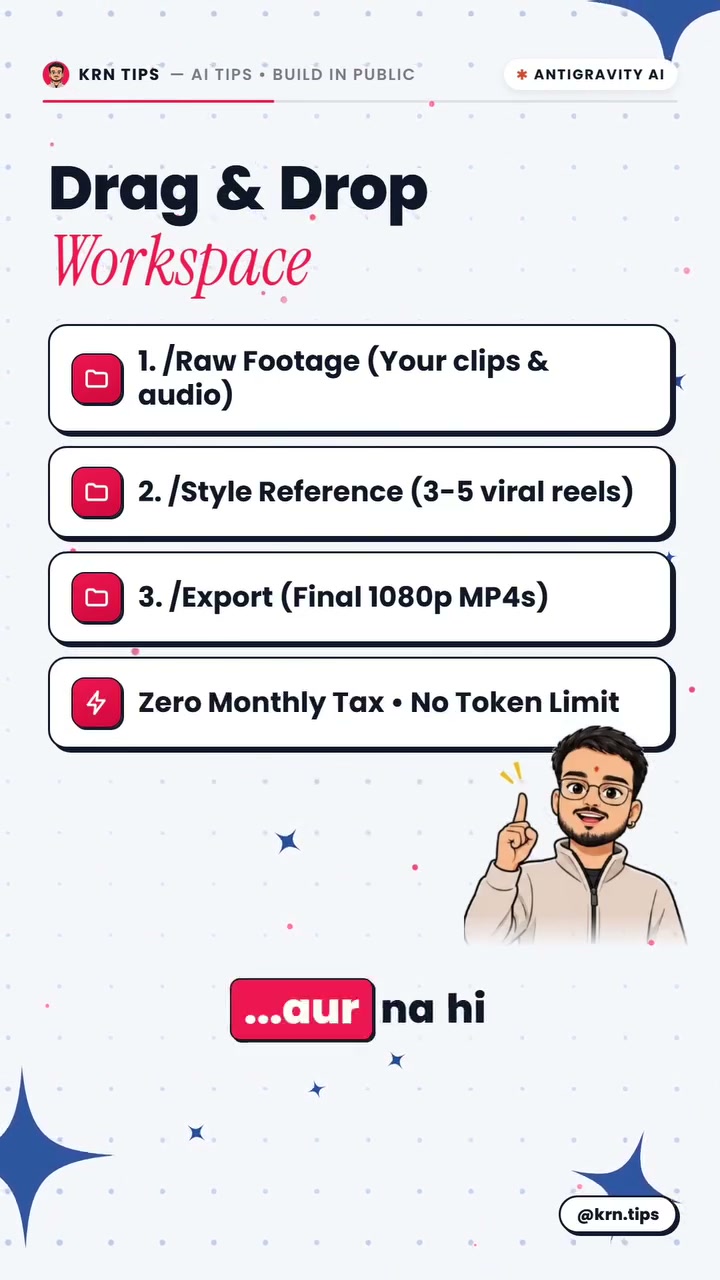 KRN TIPS — AI TIPS • BUILD IN PUBLIC
✱ ANTIGRAVITY AI
Drag & Drop
Workspace
1. /Raw Footage (Your clips &
audio)
2. /Style Reference (3-5 viral reels)
3. /Export (Final 1080p MP4s)
Zero Monthly Tax • No Token Limit
...aur na hi
@krn.tips